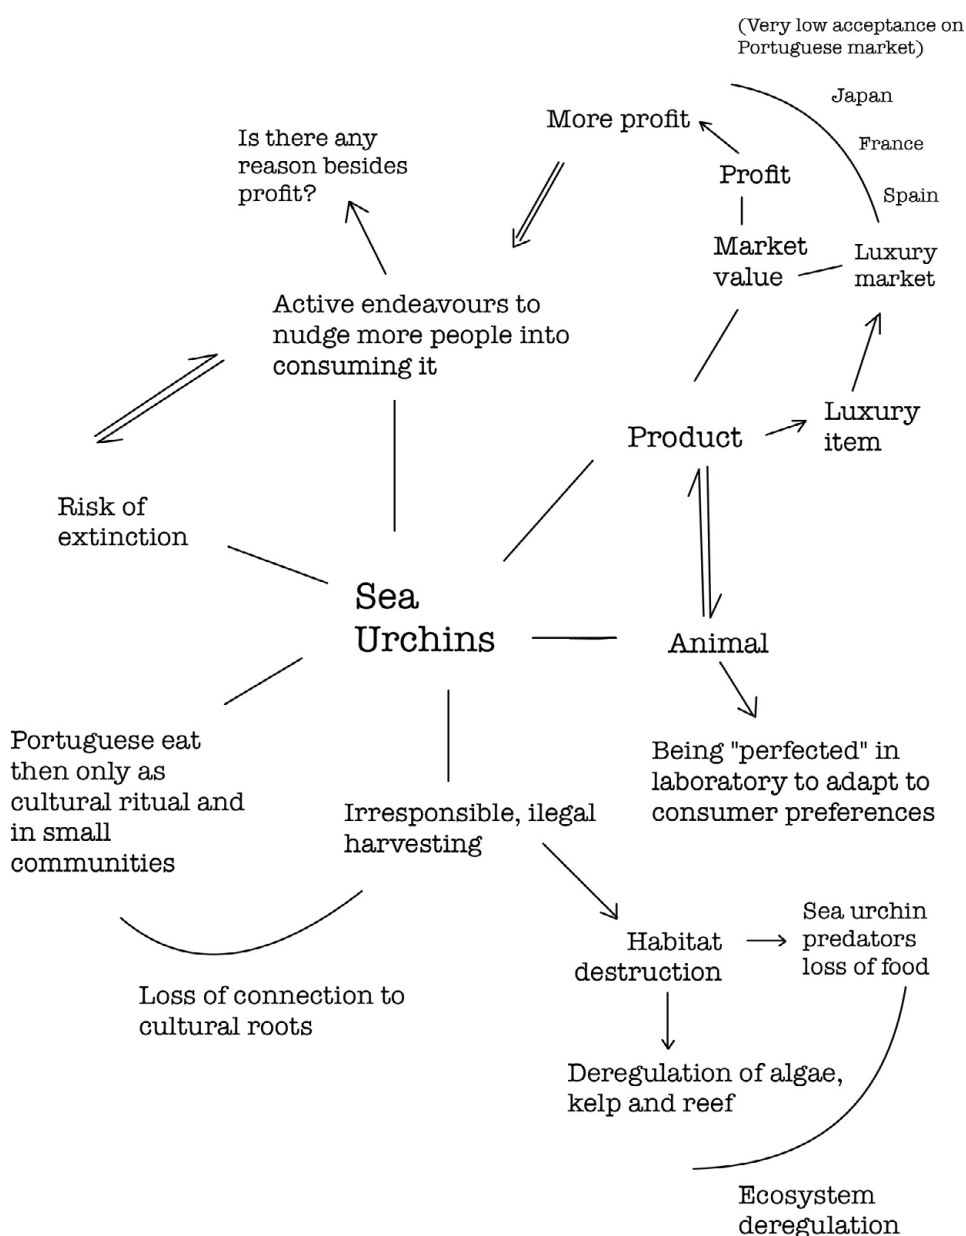 (Very low acceptance on
Portuguese market)
Japan
France
Spain
More profit
Profit
Market
value
Luxury
market
Is there any
reason besides
profit?
Active endeavours to
nudge more people into
consuming it
Product
Luxury
item
Risk of
extinction
Sea
Urchins
Animal
Being "perfected" in
laboratory to adapt to
consumer preferences
Portuguese eat
then only as
cultural ritual and
in small
communities
Irresponsible, ilegal
harvesting
Loss of connection to
cultural roots
Habitat
destruction
Sea urchin
predators
loss of food
Deregulation of algae,
kelp and reef
Ecosystem
deregulation